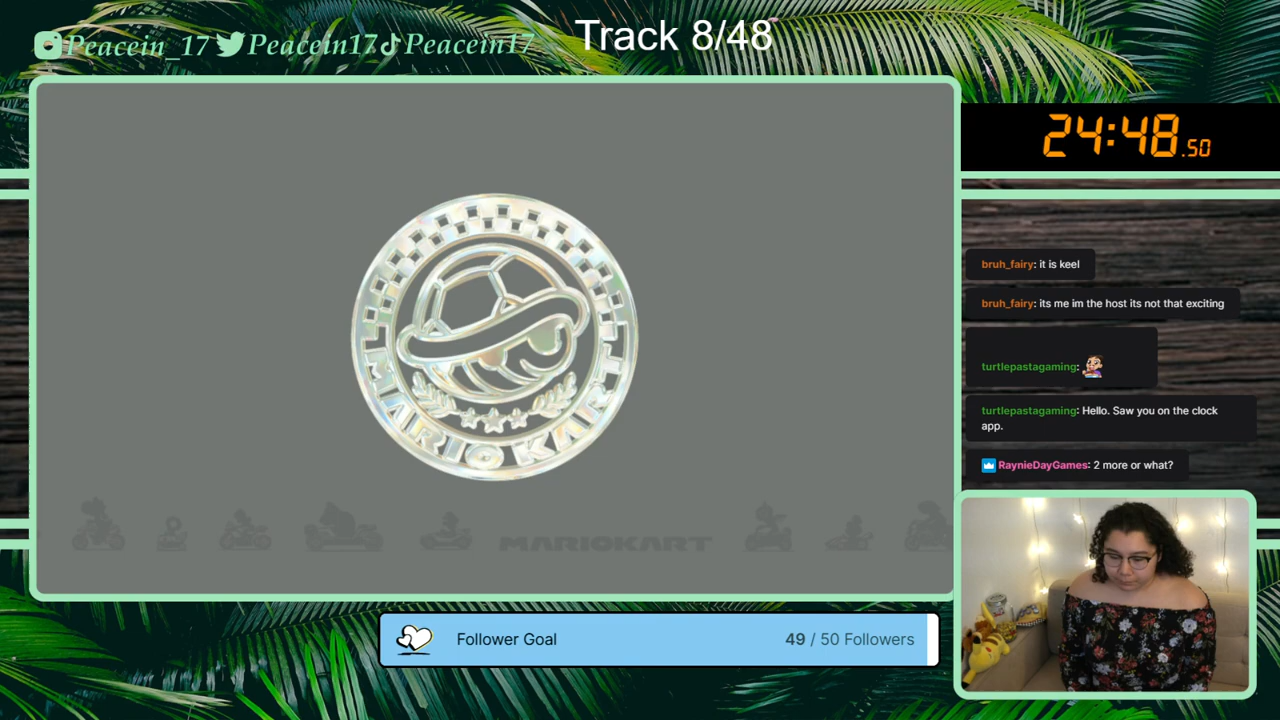 Peacein_17 Peacein17 Peacein17
Track 8/48
24:48.50
bruh_fairy: it is keel
bruh_fairy: its me im the host its not that exciting
turtlepastagaming:
turtlepastagaming: Hello. Saw you on the clock
app.
RaynieDayGames: 2 more or what?
MARIO KART
MARIOKART
Follower Goal 49 / 50 Followers